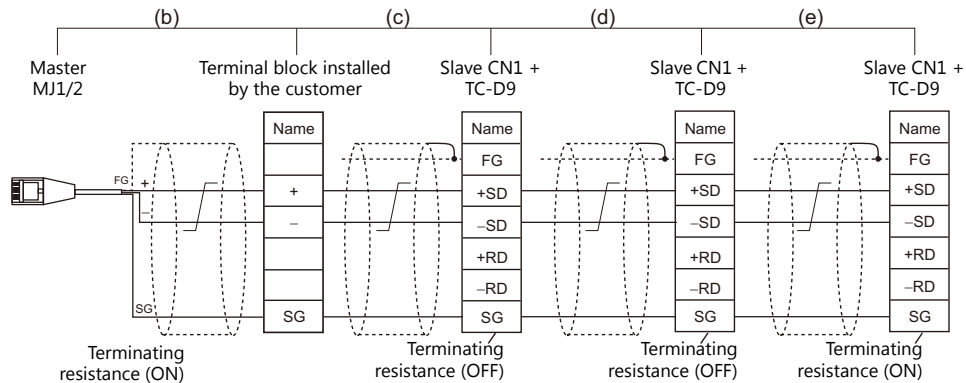 (b) (c) (d) (e)
Master
MJ1/2
Terminal block installed
by the customer
Slave CN1 +
TC-D9
Slave CN1 +
TC-D9
Slave CN1 +
TC-D9
Name Name Name Name
FG FG FG
FG + + +SD +SD +SD
– – –SD –SD –SD
+RD +RD +RD
–RD –RD –RD
SG SG SG SG SG
Terminating
resistance (ON)
Terminating
resistance (OFF)
Terminating
resistance (OFF)
Terminating
resistance (ON)